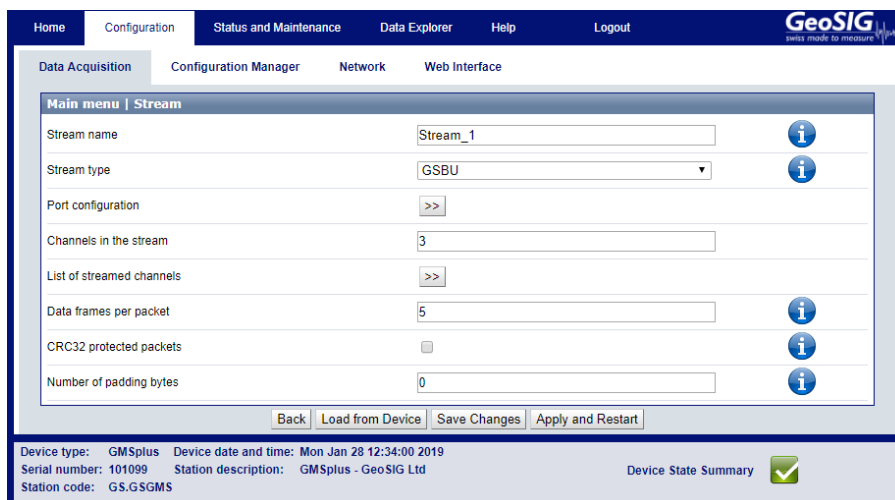 Home Configuration Status and Maintenance Data Explorer Help Logout GeoSIG
swiss made to measure
Data Acquisition Configuration Manager Network Web Interface
Main menu | Stream
Stream name Stream_1
Stream type GSBU
Port configuration >>
Channels in the stream 3
List of streamed channels >>
Data frames per packet 5
CRC32 protected packets
Number of padding bytes 0
Back Load from Device Save Changes Apply and Restart
Device type: GMSplus Device date and time: Mon Jan 28 12:34:00 2019
Serial number: 101099 Station description: GMSplus - GeoSIG Ltd Device State Summary
Station code: GS.GSGMS